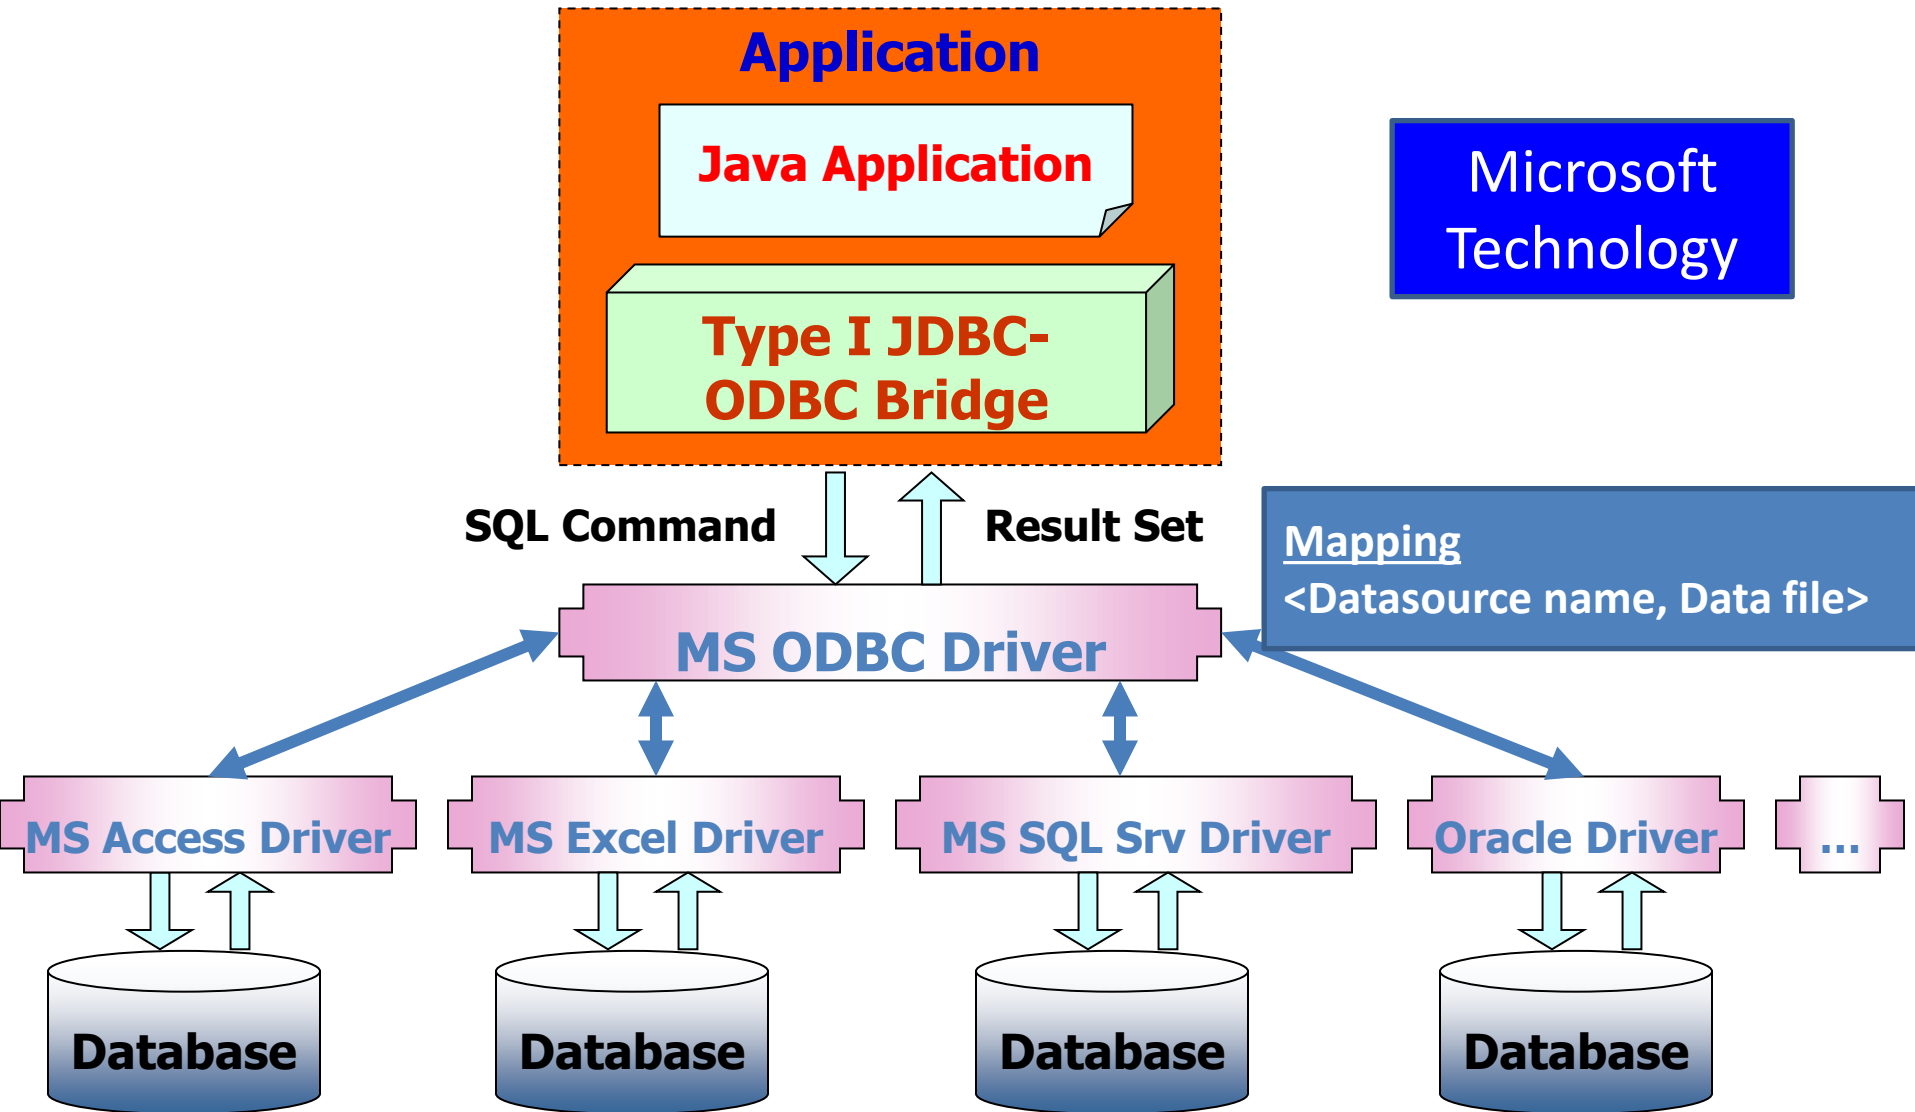 Application
Java Application
Type I JDBC-
ODBC Bridge
Microsoft
Technology
SQL Command
Result Set
Mapping
<Datasource name, Data file>
MS ODBC Driver
MS Access Driver
MS Excel Driver
MS SQL Srv Driver
Oracle Driver
...
Database
Database
Database
Database